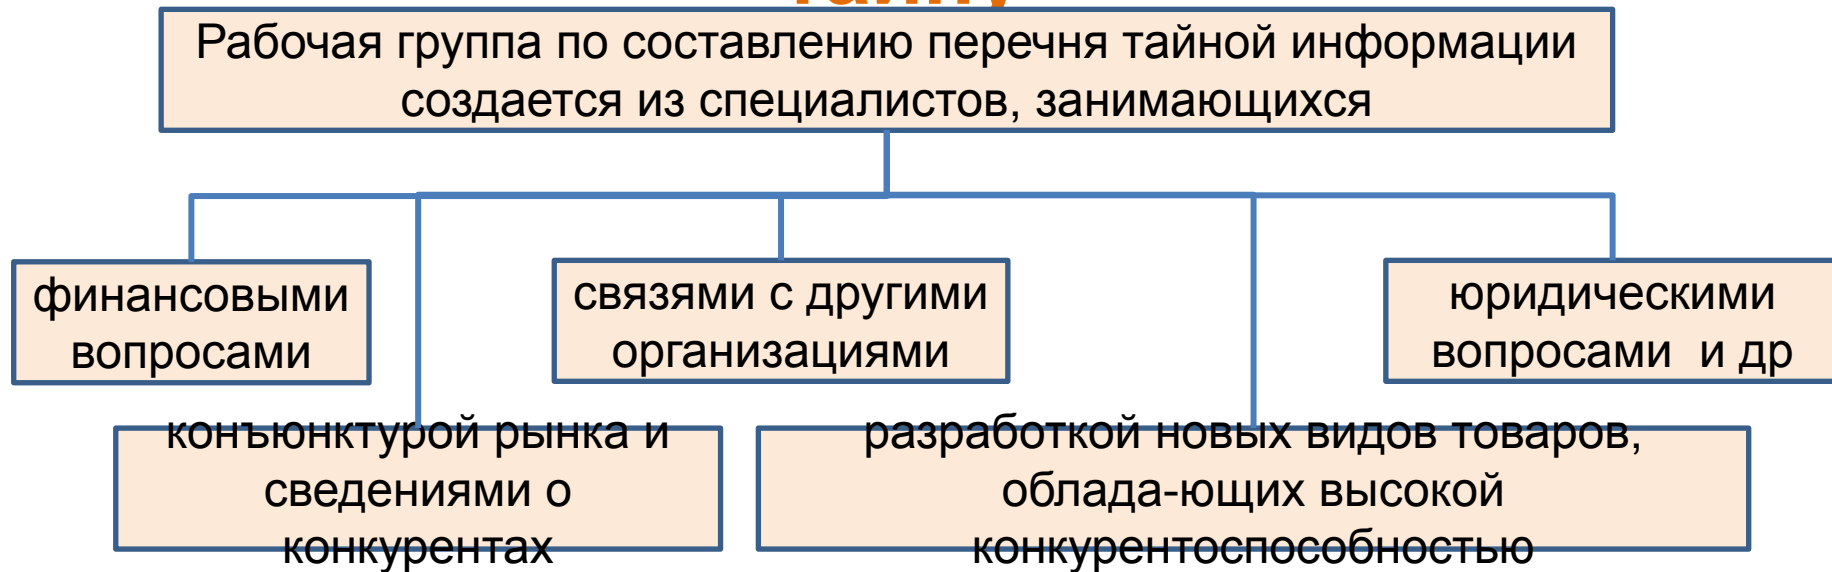 тайну
Рабочая группа по составлению перечня тайной информации
создается из специалистов, занимающихся
финансовыми
вопросами
связями с другими
организациями
юридическими
вопросами и др
конъюнктурой рынка и
сведениями о
конкурентах
разработкой новых видов товаров,
облада-ющих высокой
конкурентоспособностью